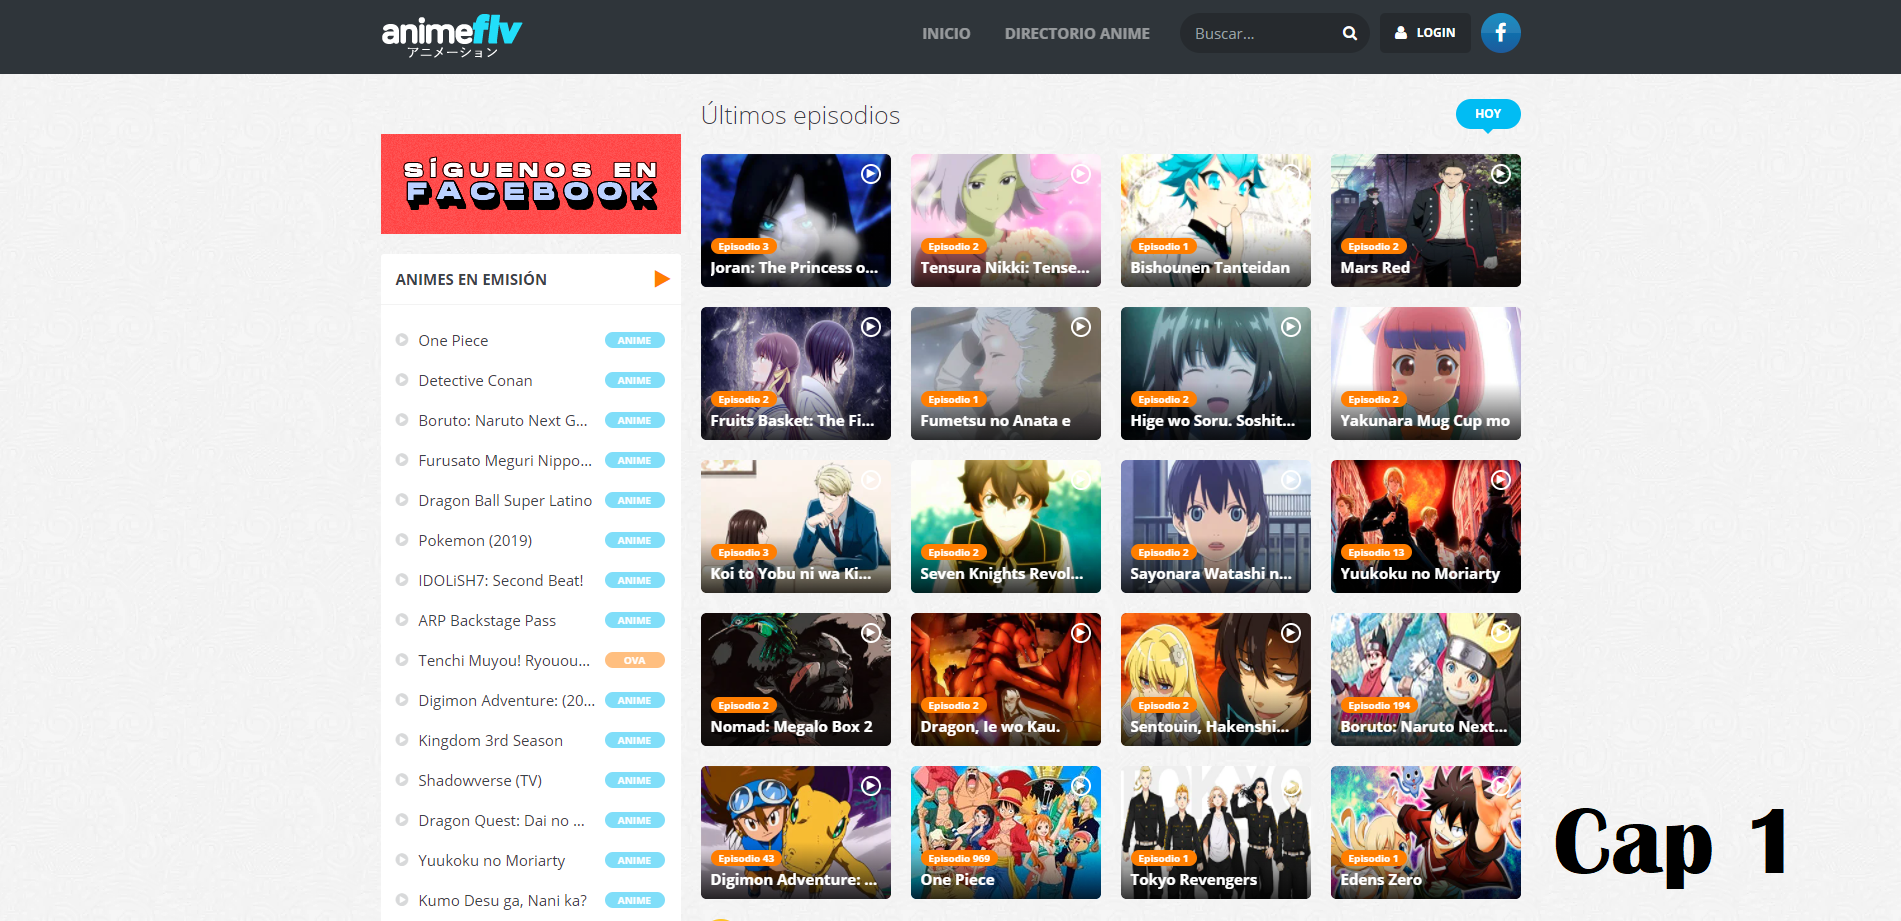 animeflv
アニメーション
INICIO
DIRECTORIO ANIME
Buscar...
LOGIN
Últimos episodios
HOY
SÍGUENOS EN
FACEBOOK
ANIMES EN EMISIÓN
One Piece ANIME
Detective Conan ANIME
Boruto: Naruto Next G... ANIME
Furusato Meguri Nippo... ANIME
Dragon Ball Super Latino ANIME
Pokemon (2019) ANIME
IDOLiSH7: Second Beat! ANIME
ARP Backstage Pass ANIME
Tenchi Muyou! Ryouou... OVA
Digimon Adventure: (20... ANIME
Kingdom 3rd Season ANIME
Shadowverse (TV) ANIME
Dragon Quest: Dai no ... ANIME
Yuukoku no Moriarty ANIME
Kumo Desu ga, Nani ka? ANIME
Episodio 3
Joran: The Princess o...
Episodio 2
Tensura Nikki: Tense...
Episodio 1
Bishounen Tanteidan
Episodio 2
Mars Red
Episodio 2
Fruits Basket: The Fi...
Episodio 1
Fumetsu no Anata e
Episodio 2
Hige wo Soru. Soshit...
Episodio 2
Yakunara Mug Cup mo
Episodio 3
Koi to Yobu ni wa Ki...
Episodio 2
Seven Knights Revol...
Episodio 2
Sayonara Watashi n...
Episodio 13
Yuukoku no Moriarty
Episodio 2
Nomad: Megalo Box 2
Episodio 2
Dragon, Ie wo Kau.
Episodio 2
Sentouin, Hakenshi...
Episodio 194
Boruto: Naruto Next...
Episodio 43
Digimon Adventure: ...
Episodio 969
One Piece
Episodio 1
Tokyo Revengers
Episodio 1
Edens Zero
Cap 1